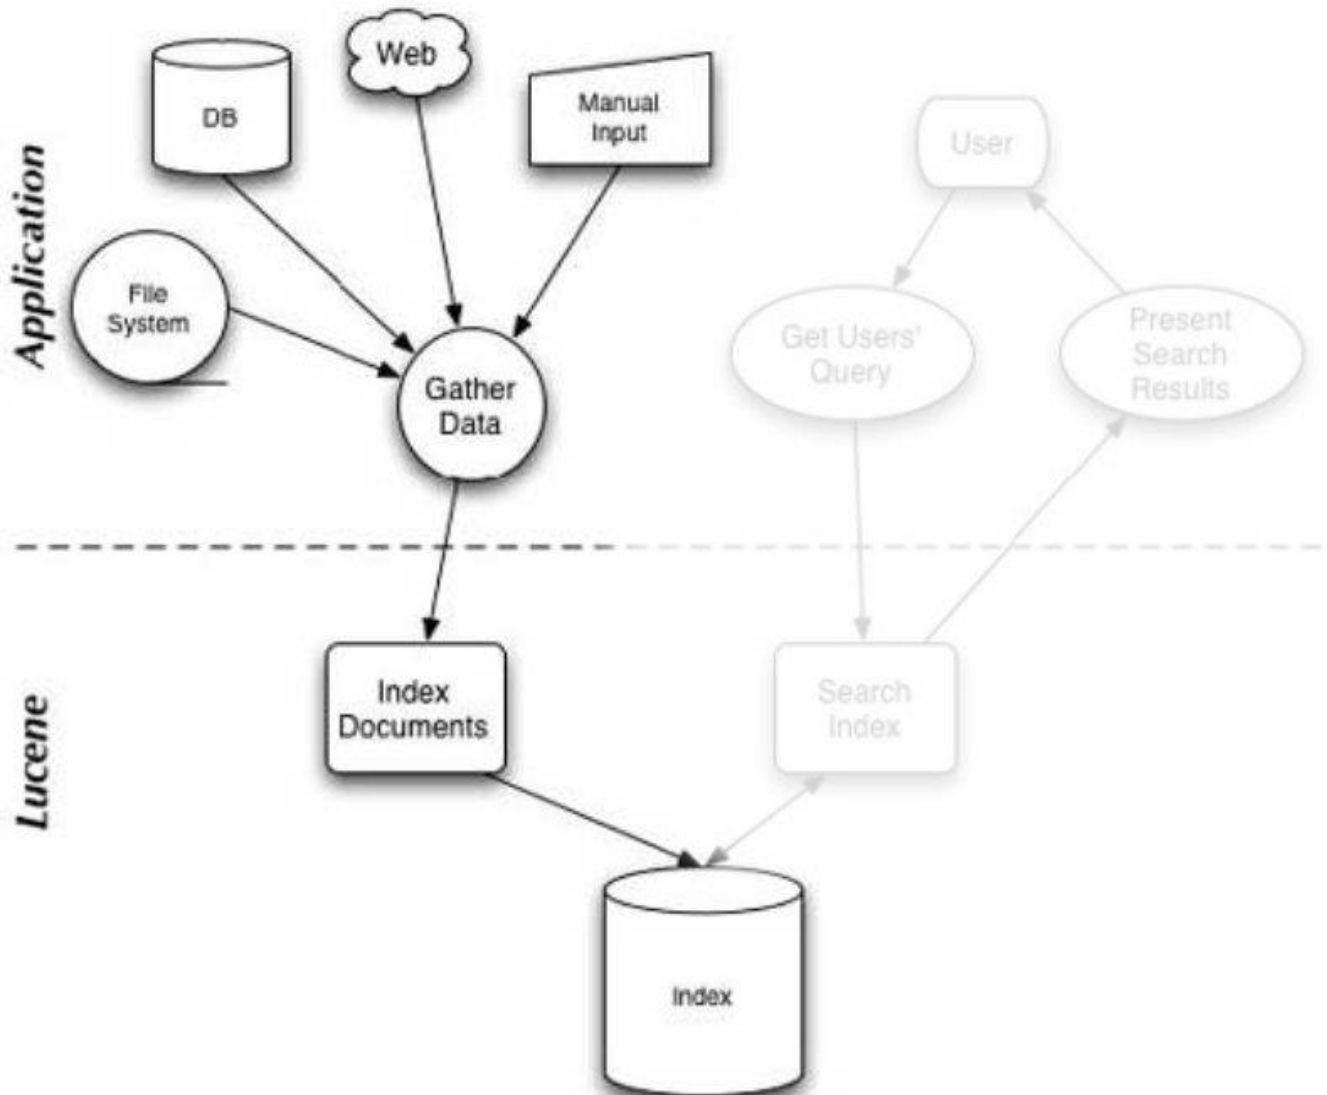 Web
DB
Manual
Input
User
Application
File
System
Get Users'
Query
Present
Search
Results
Gather
Data
Index
Documents
Search
Index
Lucene
Index